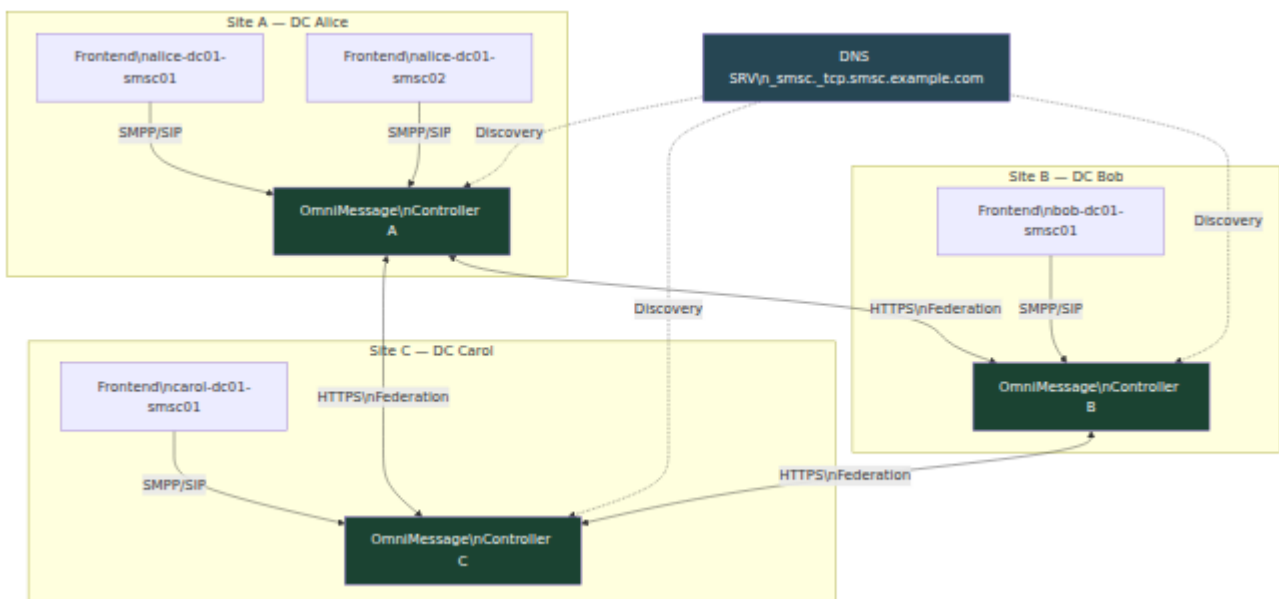 Site A — DC Alice
Frontend\nalice-dc01-
smsc01
Frontend\nalice-dc01-
smsc02
DNS
SRV\n_smsc._tcp.smsc.example.com
SMPP/SIP
SMPP/SIP
Discovery
OmniMessage\nController
A
Site B — DC Bob
Frontend\nbob-dc01-
smsc01
Discovery
Discovery
HTTPS\nFederation
SMPP/SIP
OmniMessage\nController
B
Site C — DC Carol
Frontend\ncarol-dc01-
smsc01
HTTPS\nFederation
SMPP/SIP
HTTPS\nFederation
OmniMessage\nController
C